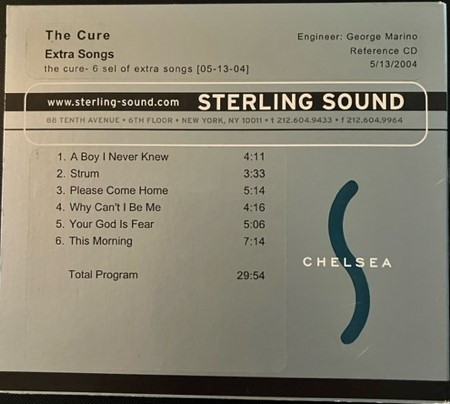 The Cure
Engineer: George Marino
Extra Songs
Reference CD
the cure- 6 sel of extra songs [05-13-04]
5/13/2004
www.sterling-sound.com STERLING SOUND
88 TENTH AVENUE • 6TH FLOOR • NEW YORK, NY 10011 • t 212.604.9433 • f 212.604.9964
1. A Boy I Never Knew 4:11
2. Strum 3:33
3. Please Come Home 5:14
4. Why Can't I Be Me 4:16
5. Your God Is Fear 5:06
6. This Morning 7:14
CHELSEA
Total Program 29:54